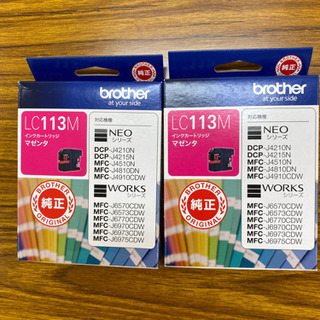 純正
brother
at your side
LC113M
インクカートリッジ
マゼンタ
対応機種
NEO
シリーズ
DCP-J4210N
DCP-J4215N
MFC-J4510N
MFC-J4810DN
MFC-J4910CDW
WORKS
シリーズ
MFC-J6570CDW
MFC-J6573CDW
MFC-J6770CDW
MFC-J6970CDW
MFC-J6973CDW
MFC-J6975CDW
BROTHER
純正
ORIGINAL
純正
brother
at your side
LC113M
インクカートリッジ
マゼンタ
対応機種
NEO
シリーズ
DCP-J4210N
DCP-J4215N
MFC-J4510N
MFC-J4810DN
MFC-J4910CDW
WORKS
シリーズ
MFC-J6570CDW
MFC-J6573CDW
MFC-J6770CDW
MFC-J6970CDW
MFC-J6973CDW
MFC-J6975CDW
BROTHER
純正
ORIGINAL